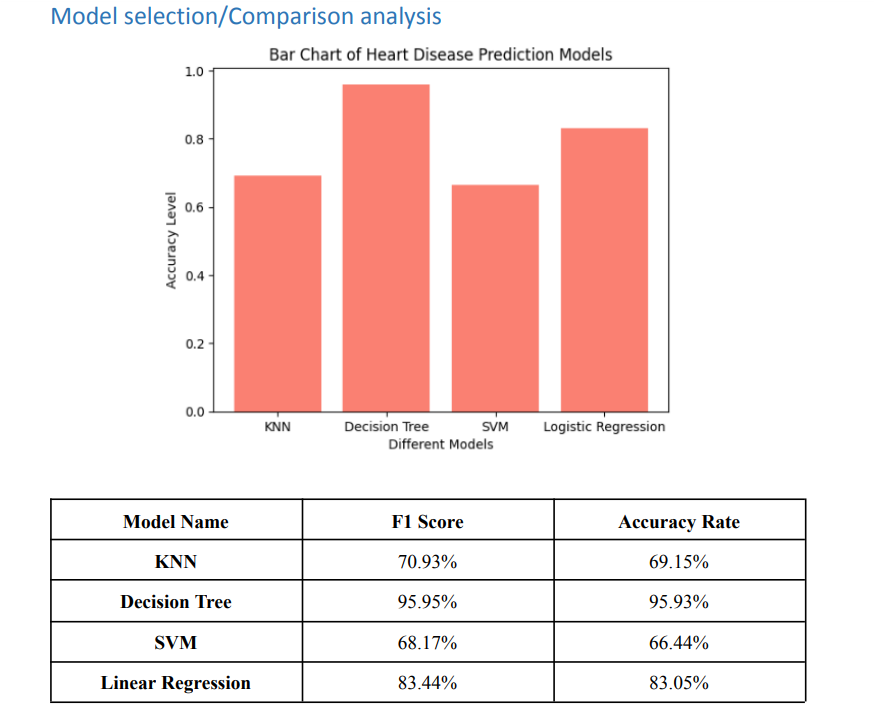 Model selection/Comparison analysis
Bar Chart of Heart Disease Prediction Models
1.0
0.8
0.6
0.4
0.2
0.0
Accuracy Level
KNN Decision Tree SVM Logistic Regression
Different Models
Model Name F1 Score Accuracy Rate
KNN 70.93% 69.15%
Decision Tree 95.95% 95.93%
SVM 68.17% 66.44%
Linear Regression 83.44% 83.05%